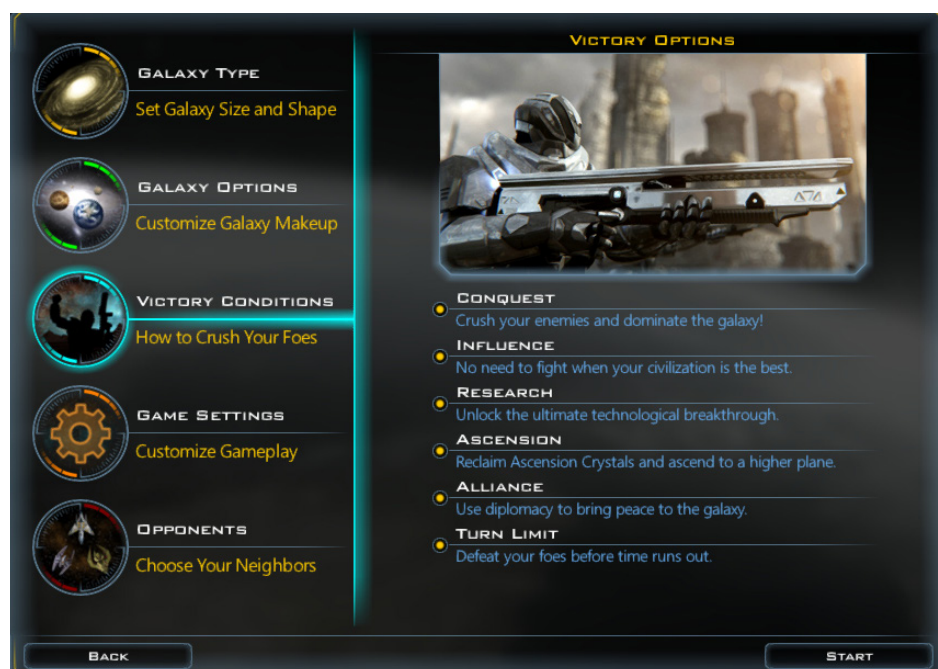 Galaxy Type
Set Galaxy Size and Shape
Galaxy Options
Customize Galaxy Makeup
Victory Conditions
How to Crush Your Foes
Game Settings
Customize Gameplay
Opponents
Choose Your Neighbors
Victory Options
Conquest
Crush your enemies and dominate the galaxy!
Influence
No need to fight when your civilization is the best.
Research
Unlock the ultimate technological breakthrough.
Ascension
Reclaim Ascension Crystals and ascend to a higher plane.
Alliance
Use diplomacy to bring peace to the galaxy.
Turn Limit
Defeat your foes before time runs out.
Back
Start